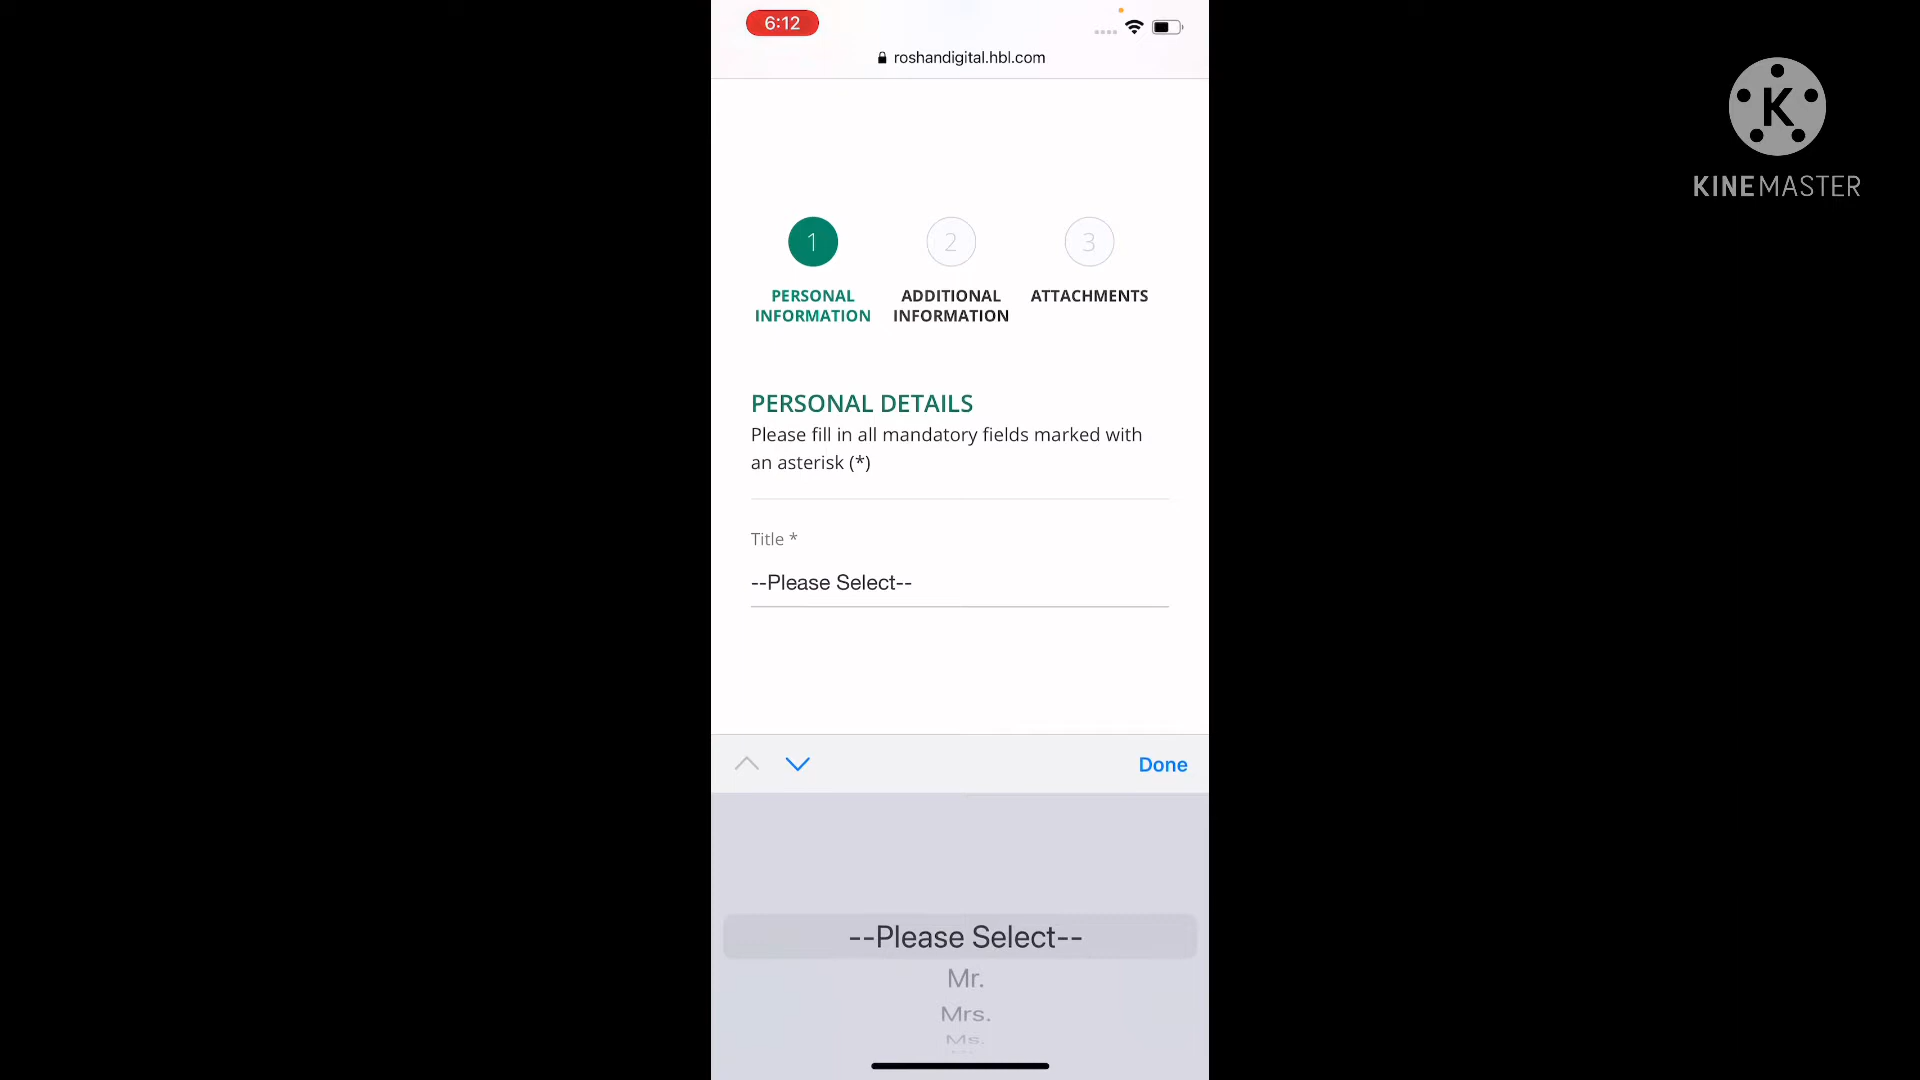 6:12
roshandigital.hbl.com
K
KINEMASTER
1
2
3
PERSONAL INFORMATION
ADDITIONAL INFORMATION
ATTACHMENTS
PERSONAL DETAILS
Please fill in all mandatory fields marked with
an asterisk (*)
Title *
--Please Select--
Done
--Please Select--
Mr.
Mrs.
Ms.